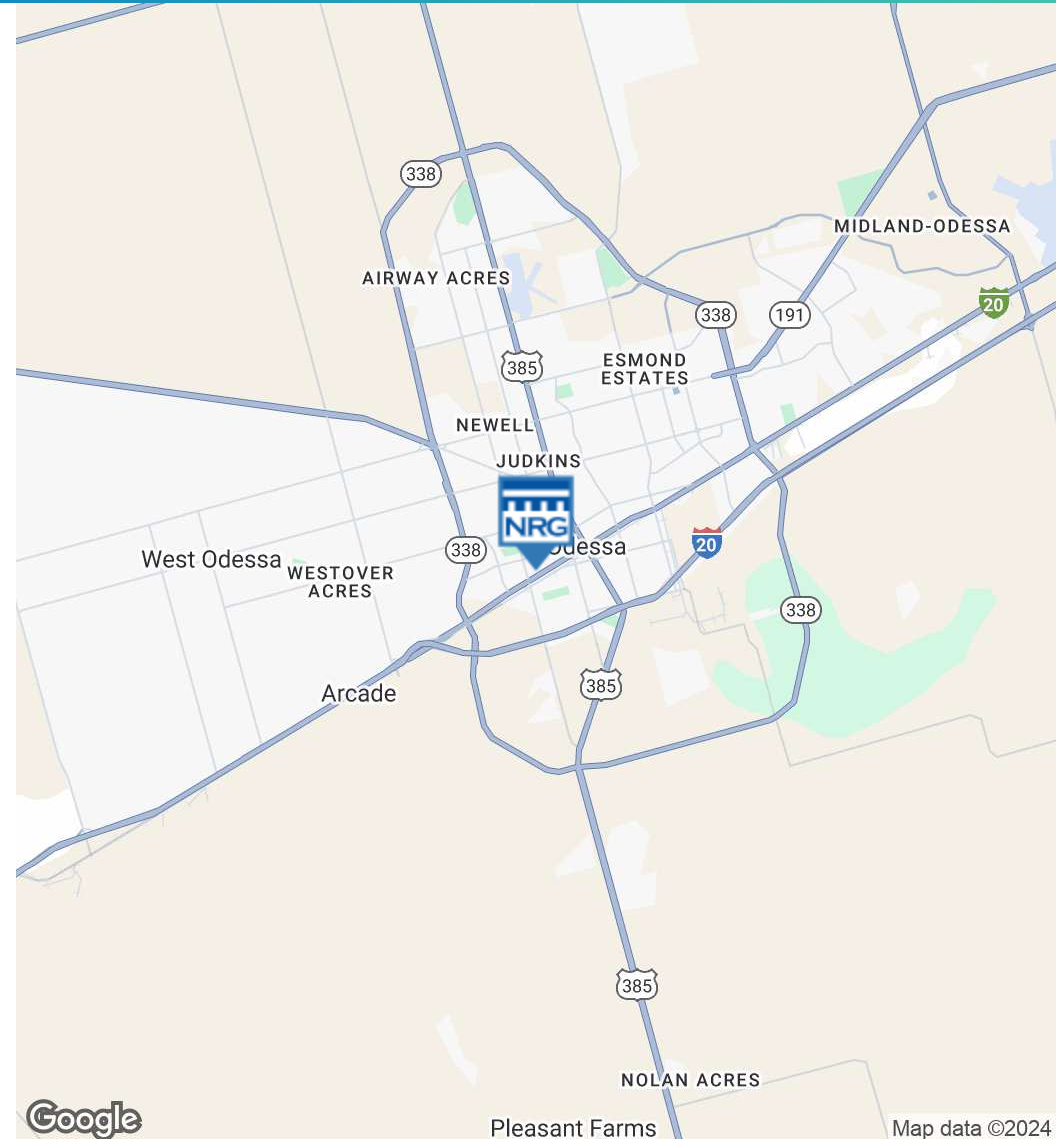 338
MIDLAND-ODESSA
AIRWAY ACRES
20
338
191
385
ESMOND
ESTATES
NEWELL
JUDKINS
NRG
Odessa
20
338
West Odessa
WESTOVER
ACRES
338
385
Arcade
385
NOLAN ACRES
Google
Pleasant Farms
Map data ©2024